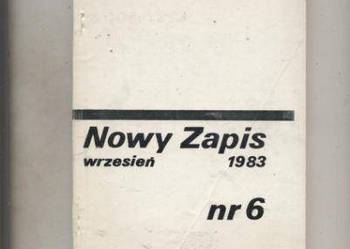 Nowy Zapis
wrzesień 1983
nr 6